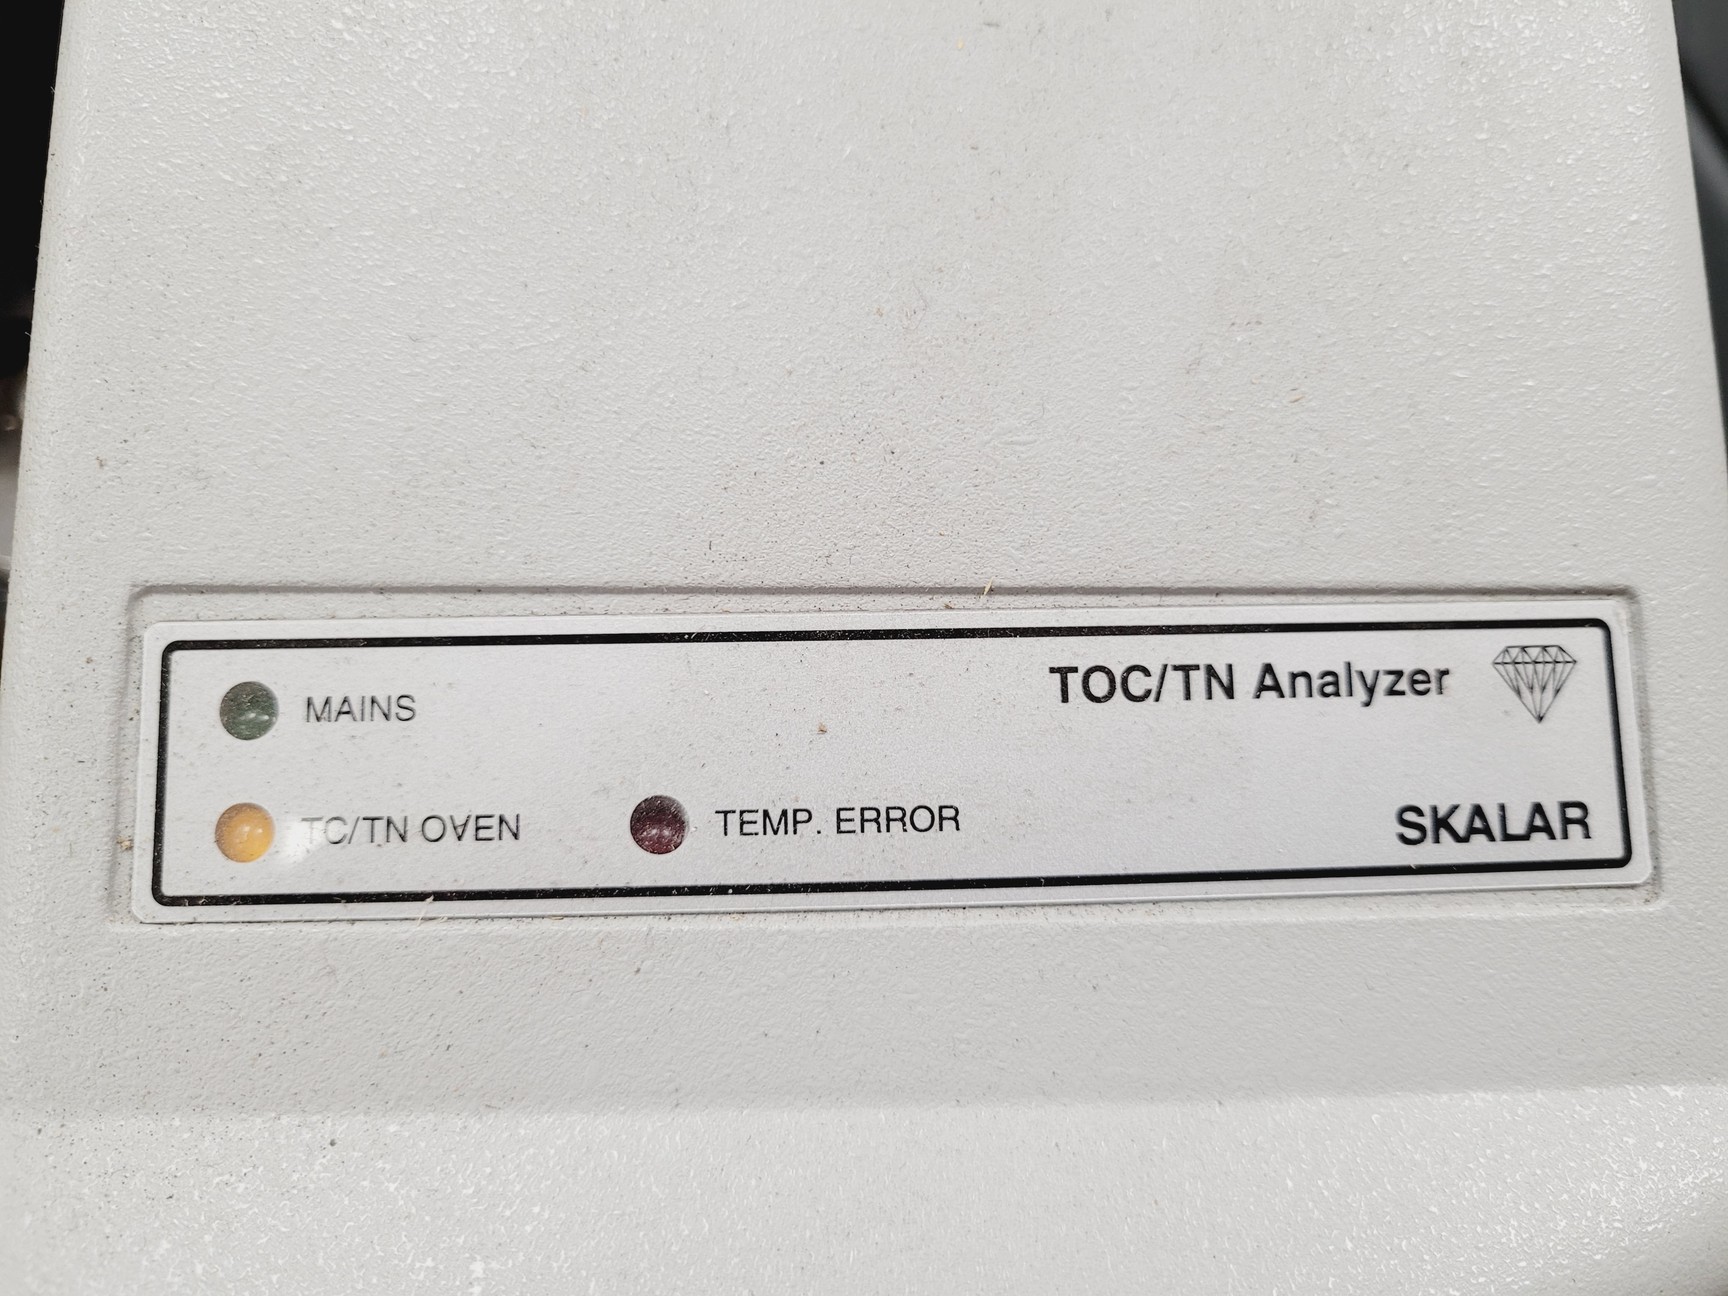 MAINS
TOC/TN Analyzer
TC/TN OVEN
TEMP. ERROR
SKALAR